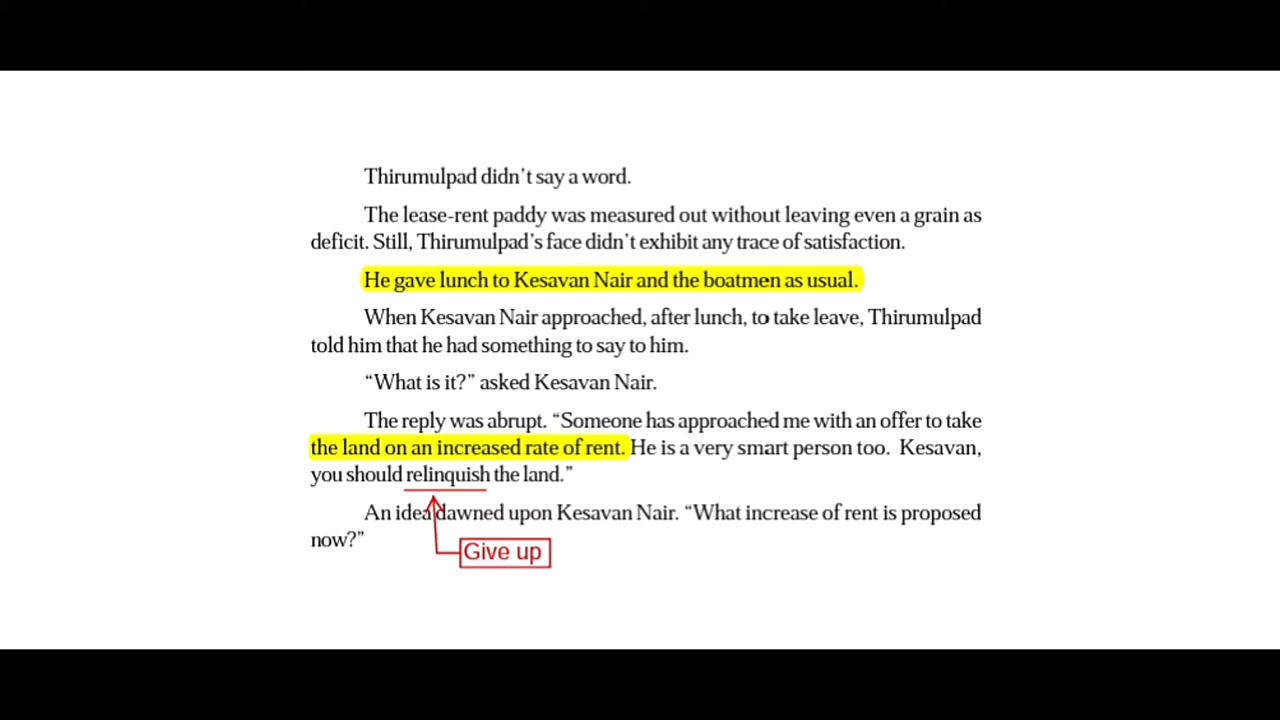 Thirumulpad didn't say a word.
The lease-rent paddy was measured out without leaving even a grain as
deficit. Still, Thirumulpad's face didn't exhibit any trace of satisfaction.
He gave lunch to Kesavan Nair and the boatmen as usual.
When Kesavan Nair approached, after lunch, to take leave, Thirumulpad
told him that he had something to say to him.
“What is it?” asked Kesavan Nair.
The reply was abrupt. “Someone has approached me with an offer to take
the land on an increased rate of rent. He is a very smart person too. Kesavan,
you should relinquish the land.”
An idea dawned upon Kesavan Nair. “What increase of rent is proposed
now?”
Give up